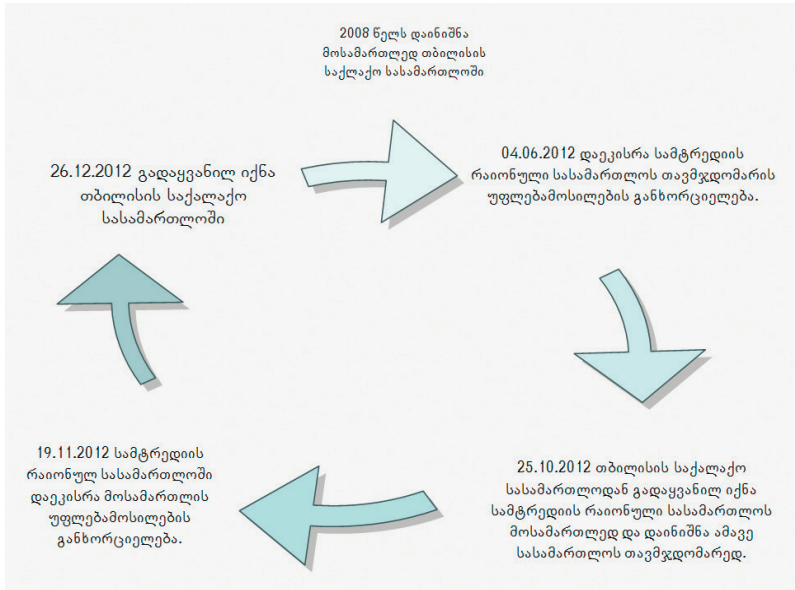 2008 წელს დაინიშნა
მოსამართლედ თბილისის
საქლაქო სასამართლოში
04.06.2012 დაეკისრა სამტრედიის
რაიონული სასამართლოს თავმჯდომარის
უფლებამოსილების განხორციელება.
25.10.2012 თბილისის საქალაქო
სასამართლოდან გადაყვანილ იქნა
სამტრედიის რაიონული სასამართლოს
მოსამართლედ და დაინიშნა ამავე
სასამართლოს თავმჯდომარედ.
19.11.2012 სამტრედიის
რაიონულ სასამართლოში
დაეკისრა მოსამართლის
უფლებამოსილების
განხორციელება.
26.12.2012 გადაყვანილ იქნა
თბილისის საქალაქო
სასამართლოში